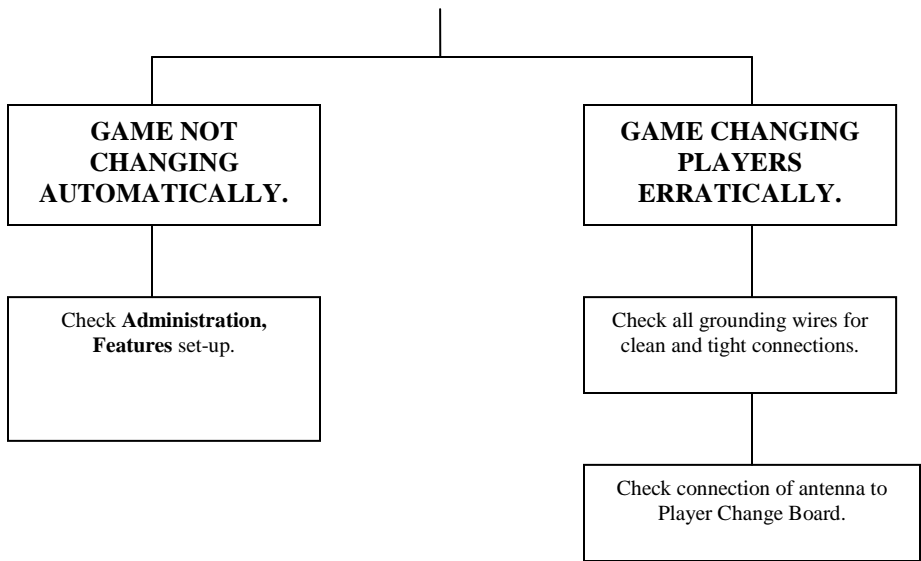 GAME NOT
CHANGING
AUTOMATICALLY.
Check Administration,
Features set-up.
GAME CHANGING
PLAYERS
ERRATICALLY.
Check all grounding wires for
clean and tight connections.
Check connection of antenna to
Player Change Board.